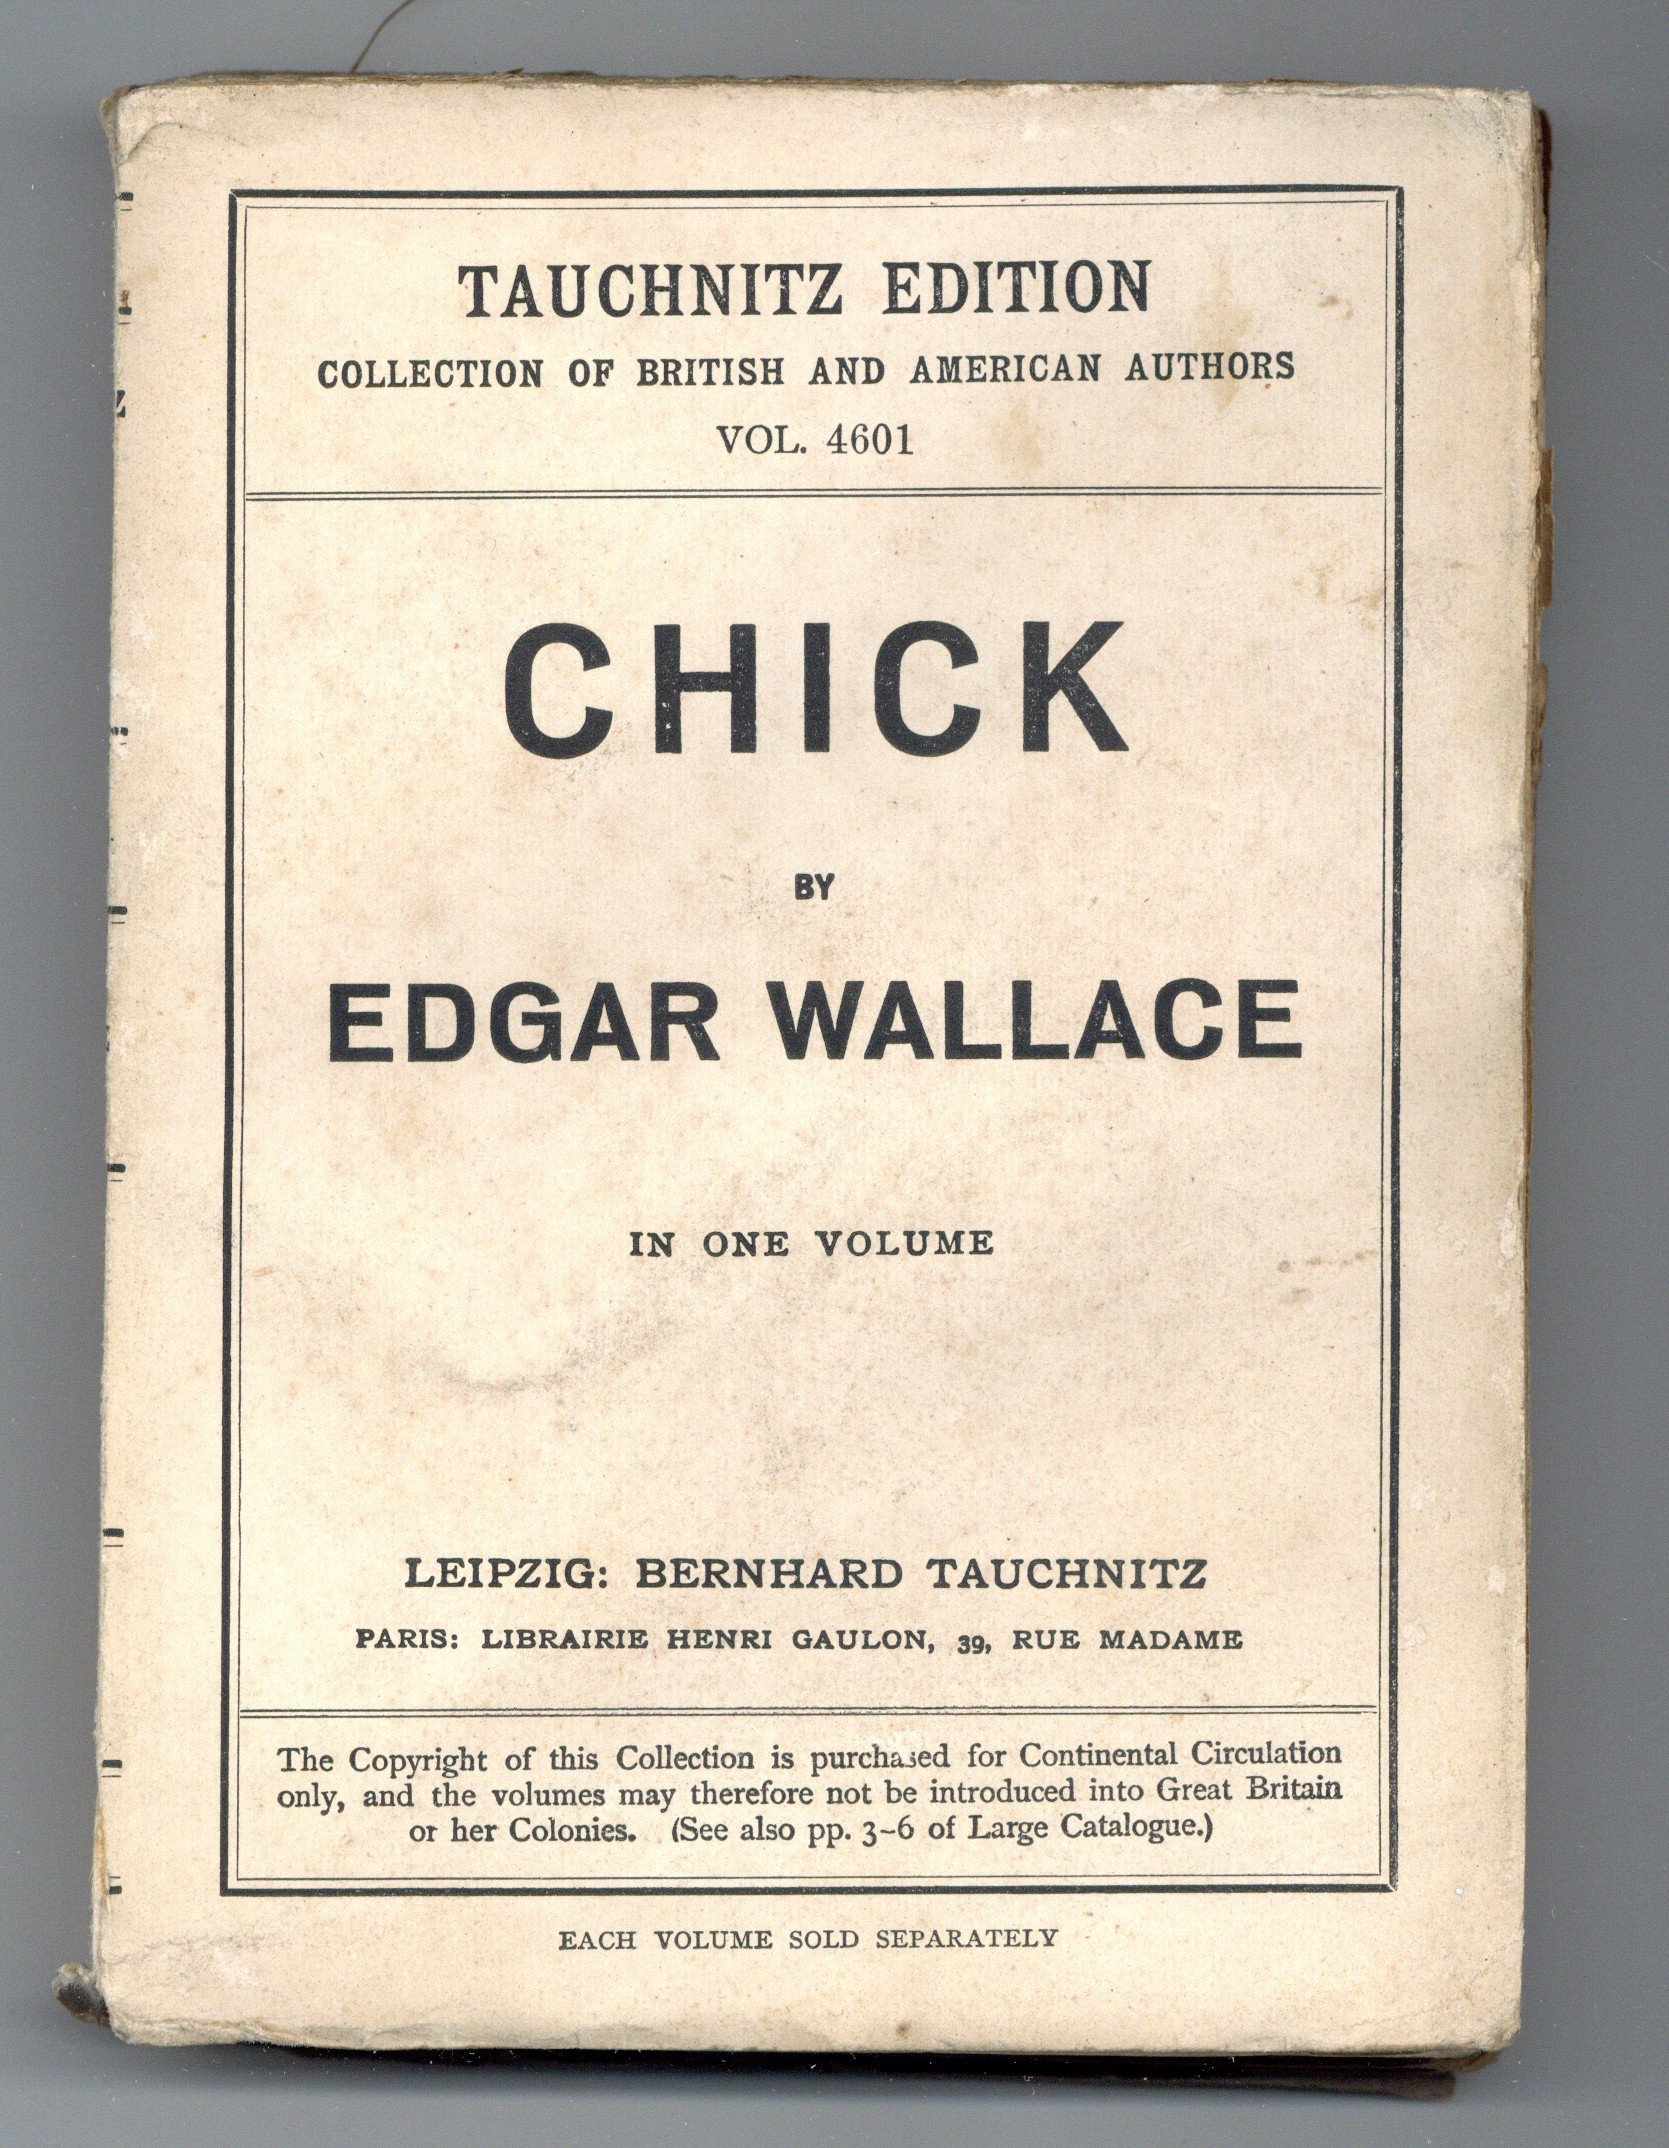 TAUCHNITZ EDITION
COLLECTION OF BRITISH AND AMERICAN AUTHORS
VOL. 4601
CHICK
BY
EDGAR WALLACE
IN ONE VOLUME
LEIPZIG: BERNHARD TAUCHNITZ
PARIS: LIBRAIRIE HENRI GAULON, 39, RUE MADAME
The Copyright of this Collection is purchased for Continental Circulation
only, and the volumes may therefore not be introduced into Great Britain
or her Colonies. (See also pp. 3–6 of Large Catalogue.)
EACH VOLUME SOLD SEPARATELY